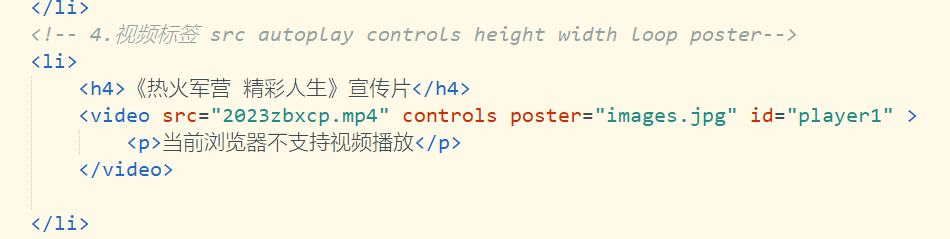 </li>
<!-- 4.视频标签 src autoplay controls height width loop poster-->
<li>
<h4>《热火军营 精彩人生》宣传片</h4>
<video src="2023zbxcp.mp4" controls poster="images.jpg" id="player1" >
<p>当前浏览器不支持视频播放</p>
</video>
</li>